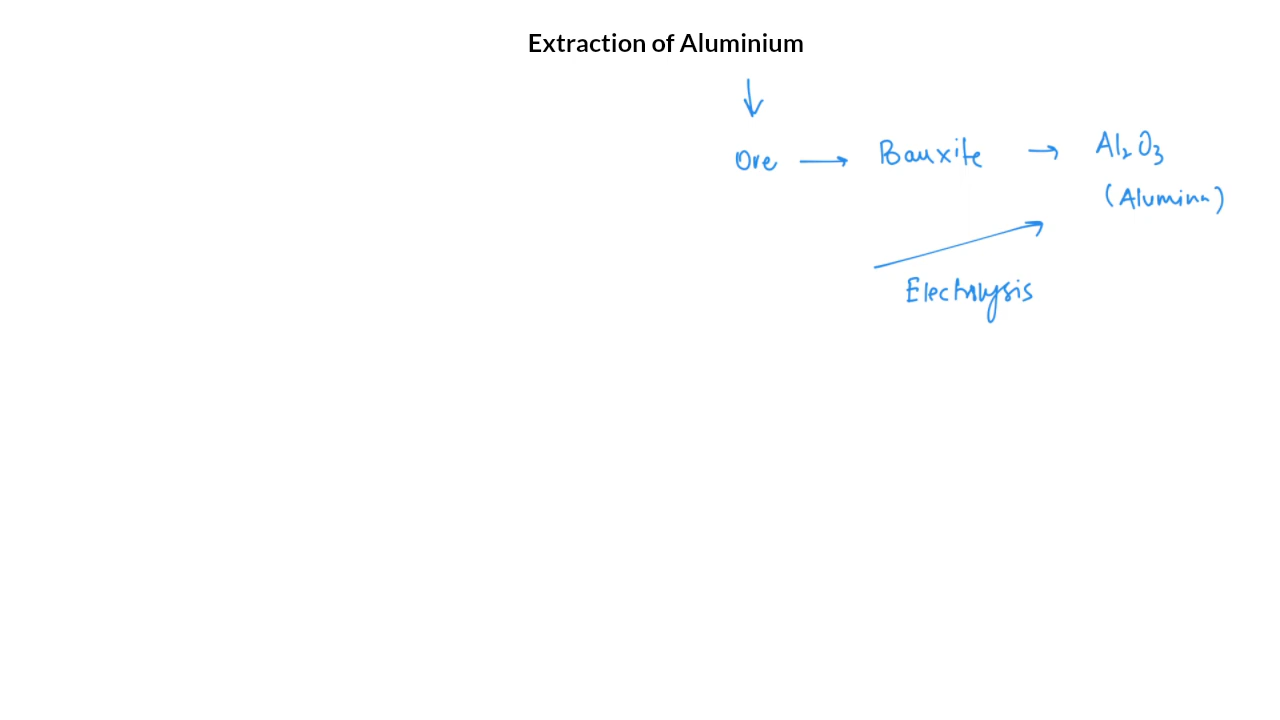 Extraction of Aluminium
↓
Ore → Bauxite → Al₂O₃
(Alumina)
Electrolysis